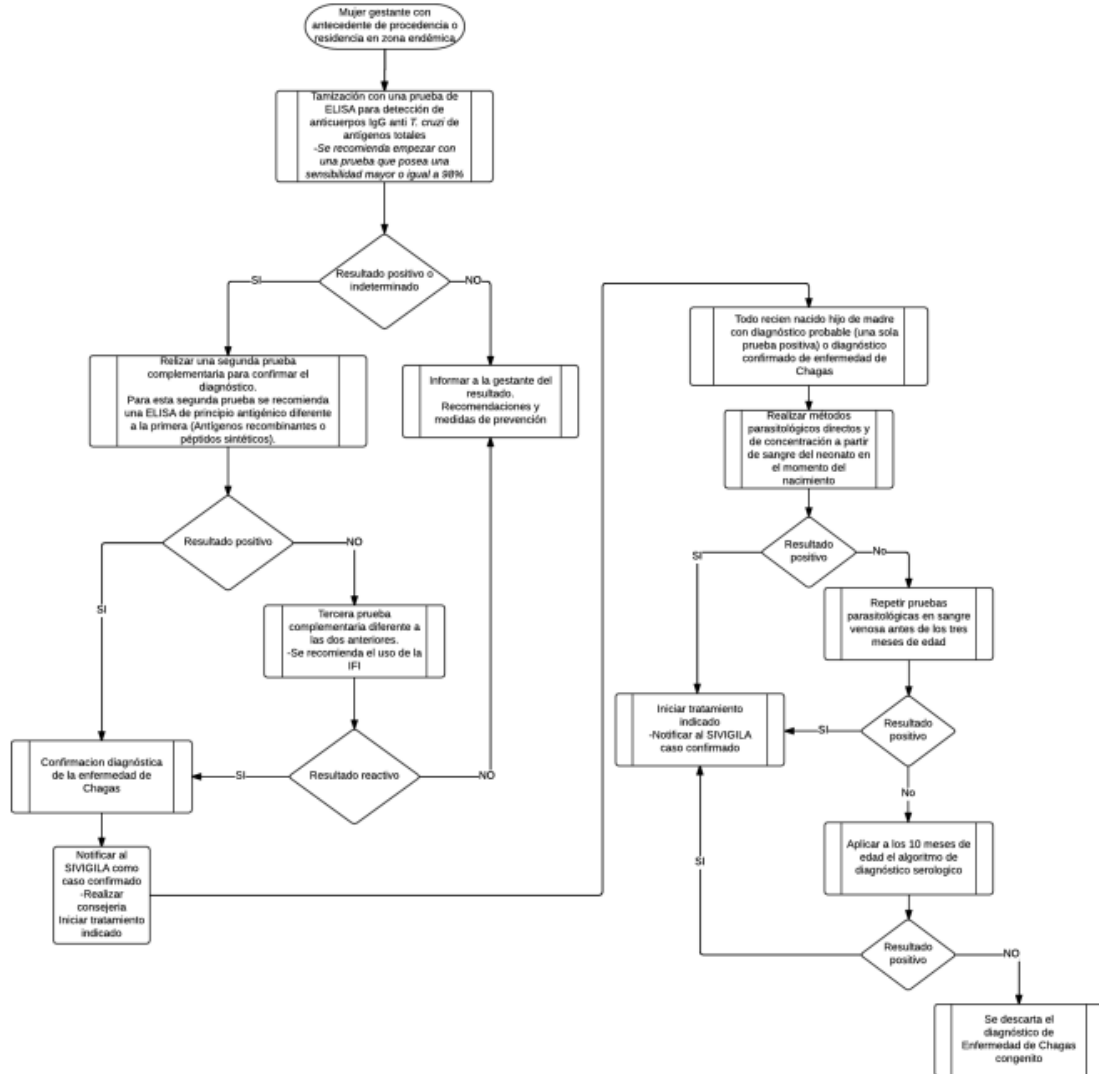 Mujer gestante con
antecedente de procedencia o
residencia en zona endémica
Tamización con una prueba de
ELISA para detección de
anticuerpos IgG anti T. cruzi de
antígenos totales
-Se recomienda empezar con
una prueba que posea una
sensibilidad mayor o igual a 98%
Resultado positivo o
indeterminado
SI
NO
Relizar una segunda prueba
complementaria para confirmar el
diagnóstico.
Para esta segunda prueba se recomienda
una ELISA de principio antigénico diferente
a la primera (Antígenos recombinantes o
péptidos sintéticos).
Informar a la gestante del
resultado.
Recomendaciones y
medidas de prevención
Resultado positivo
SI
NO
Tercera prueba
complementaria diferente a
las dos anteriores.
-Se recomienda el uso de la
IFI
Resultado reactivo
SI
NO
Confirmacion diagnóstica
de la enfermedad de
Chagas
Notificar al
SIVIGILA como
caso confirmado
-Realizar
consejeria
Iniciar tratamiento
indicado
Todo recien nacido hijo de madre
con diagnóstico probable (una sola
prueba positiva) o diagnóstico
confirmado de enfermedad de
Chagas
Realizar métodos
parasitológicos directos y
de concentración a partir
de sangre del neonato en
el momento del
nacimiento
Resultado
positivo
SI
No
Repetir pruebas
parasitológicas en sangre
venosa antes de los tres
meses de edad
Resultado
positivo
SI
No
Iniciar tratamiento
indicado
-Notificar al SIVIGILA
caso confirmado
Aplicar a los 10 meses de
edad el algoritmo de
diagnóstico serologico
Resultado
positivo
SI
NO
Se descarta el
diagnóstico de
Enfermedad de Chagas
congenito